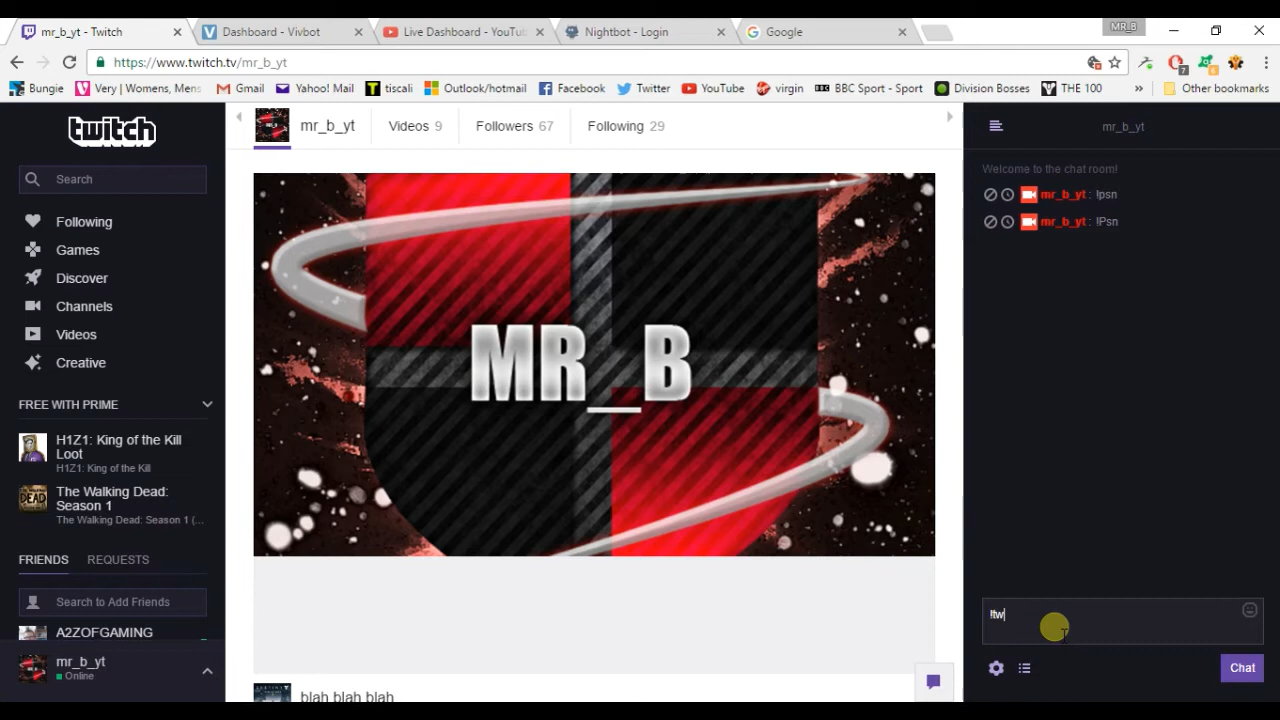 mr_b_yt - Twitch
Dashboard - Vivbot
Live Dashboard - YouTu
Nightbot - Login
Google
MR_B
https://www.twitch.tv/mr_b_yt
7
6
Bungie
Very | Womens, Mens
Gmail
Yahoo! Mail
tiscali
Outlook/hotmail
Facebook
Twitter
YouTube
virgin
BBC Sport - Sport
Division Bosses
THE 100
»
Other bookmarks
twitch
Search
Following
Games
Discover
Channels
Videos
Creative
FREE WITH PRIME
H1Z1: King of the Kill
Loot
H1Z1: King of the Kill
The Walking Dead:
Season 1
The Walking Dead: Season 1 (...
FRIENDS
REQUESTS
Search to Add Friends
A2ZOFGAMING
mr_b_yt
Online
mr_b_yt
Videos 9
Followers 67
Following 29
MR_B
blah blah blah
mr_b_yt
Welcome to the chat room!
mr_b_yt : !psn
mr_b_yt : !Psn
!tw
Chat